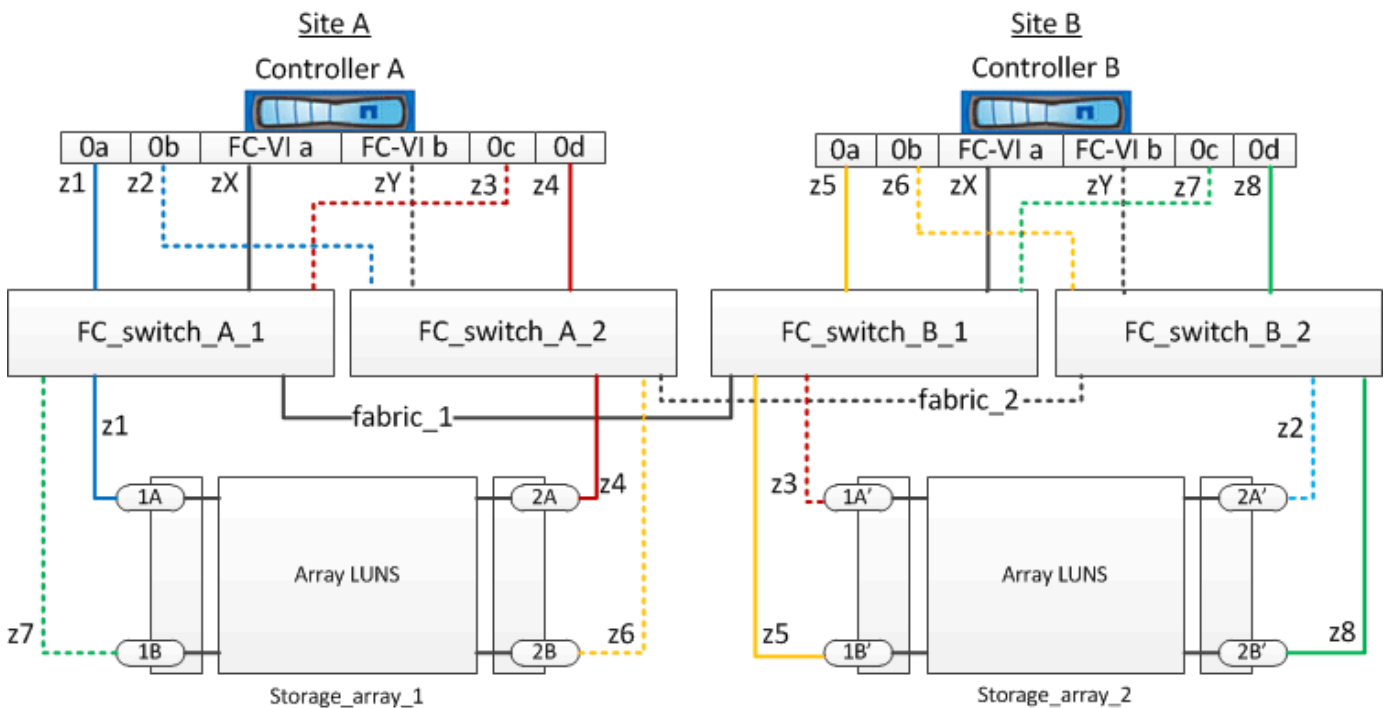 Site A
Site B
Controller A
Controller B
0a 0b FC-VI a FC-VI b 0c 0d
0a 0b FC-VI a FC-VI b 0c 0d
z1 z2 zX zY z3 z4
z5 z6 zX zY z7 z8
FC_switch_A_1
FC_switch_A_2
FC_switch_B_1
FC_switch_B_2
fabric_1
fabric_2
z1
z4
z3
z2
1A
2A
1A’
2A’
Array LUNS
Array LUNS
z7
z6
z5
z8
1B
2B
1B’
2B’
Storage_array_1
Storage_array_2